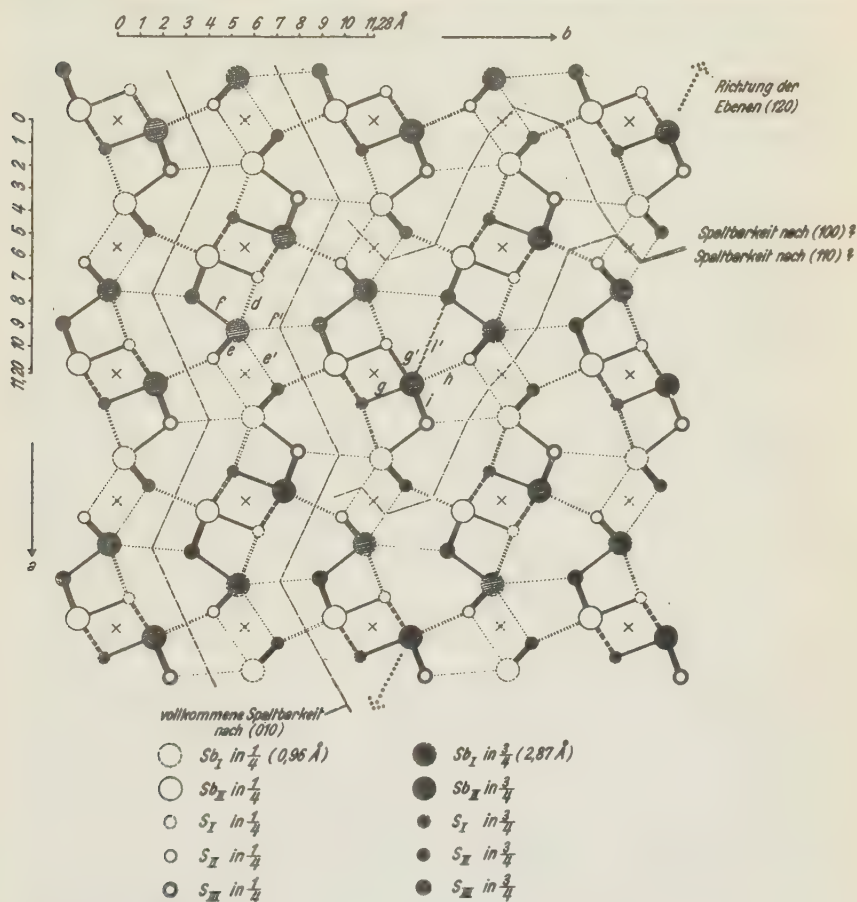 0 1 2 3 4 5 6 7 8 9 10 11,28 Å
b
Richtung der
Ebenen (120)
0 1 2 3 4 5 6 7 8 9 10 11,20
a
Spaltbarkeit nach (100)
Spaltbarkeit nach (110)
f d f'
e e'
g' i'
g h
i
vollkommene Spaltbarkeit
nach (010)
Sb_I in 1/4 (0,96 Å)
Sb_II in 1/4
S_I in 1/4
S_II in 1/4
S_III in 1/4
Sb_I in 3/4 (2,87 Å)
Sb_II in 3/4
S_I in 3/4
S_II in 3/4
S_III in 3/4